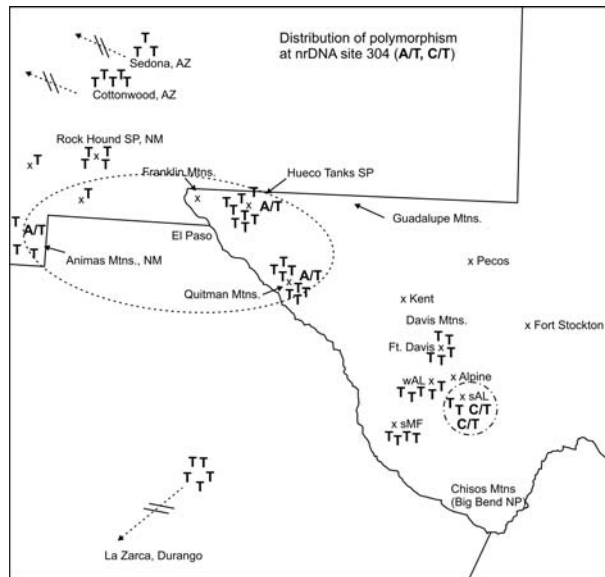 Distribution of polymorphism
at nrDNA site 304 (A/T, C/T)
T
T T
Sedona, AZ
T T T
T T
Cottonwood, AZ
Rock Hound SP, NM
x T
T x T
T T
x T
Franklin Mtns.
x
Hueco Tanks SP
T
T T x A/T
T T T
T T
Guadalupe Mtns.
El Paso
T
A/T
T T
Animas Mtns., NM
T T T
A/T
x
T T T
T T
Quitman Mtns.
x Pecos
x Kent
x Fort Stockton
Davis Mtns.
T T
Ft. Davis x T
T T
x Alpine
wAL x T
T T T T
x sAL
T T C/T
C/T
x sMF
T T T T
Chisos Mtns
(Big Bend NP)
T T
T T
T
La Zarca, Durango